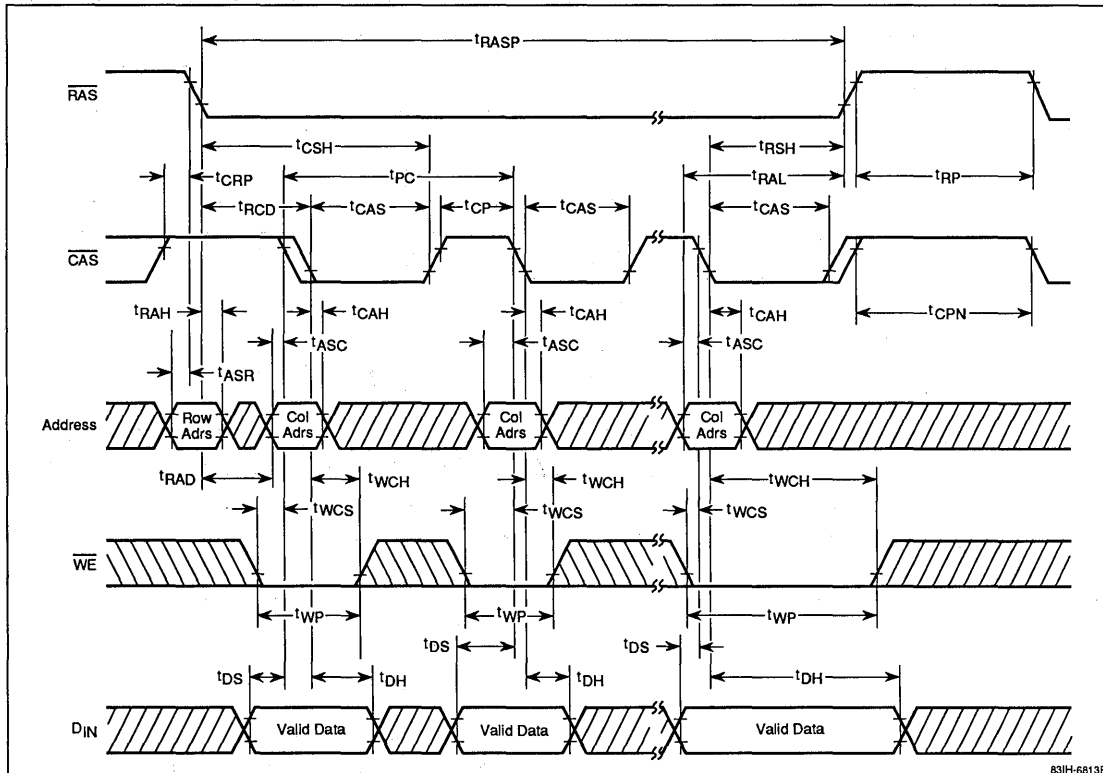 tRASP
RAS
tCSH
tRSH
tCRP
tPC
tRAL
tRP
tRCD
tCAS
tCP
tCAS
tCAS
CAS
tRAH
tCAH
tCAH
tCAH
tCPN
tASC
tASC
tASC
tASR
Address
Row
Adrs
Col
Adrs
Col
Adrs
Col
Adrs
tRAD
tWCH
tWCH
tWCH
tWCS
tWCS
tWCS
WE
tWP
tWP
tWP
tDS
tDS
tDS
tDH
tDH
tDH
DIN
Valid Data
Valid Data
Valid Data
83IH-6813B